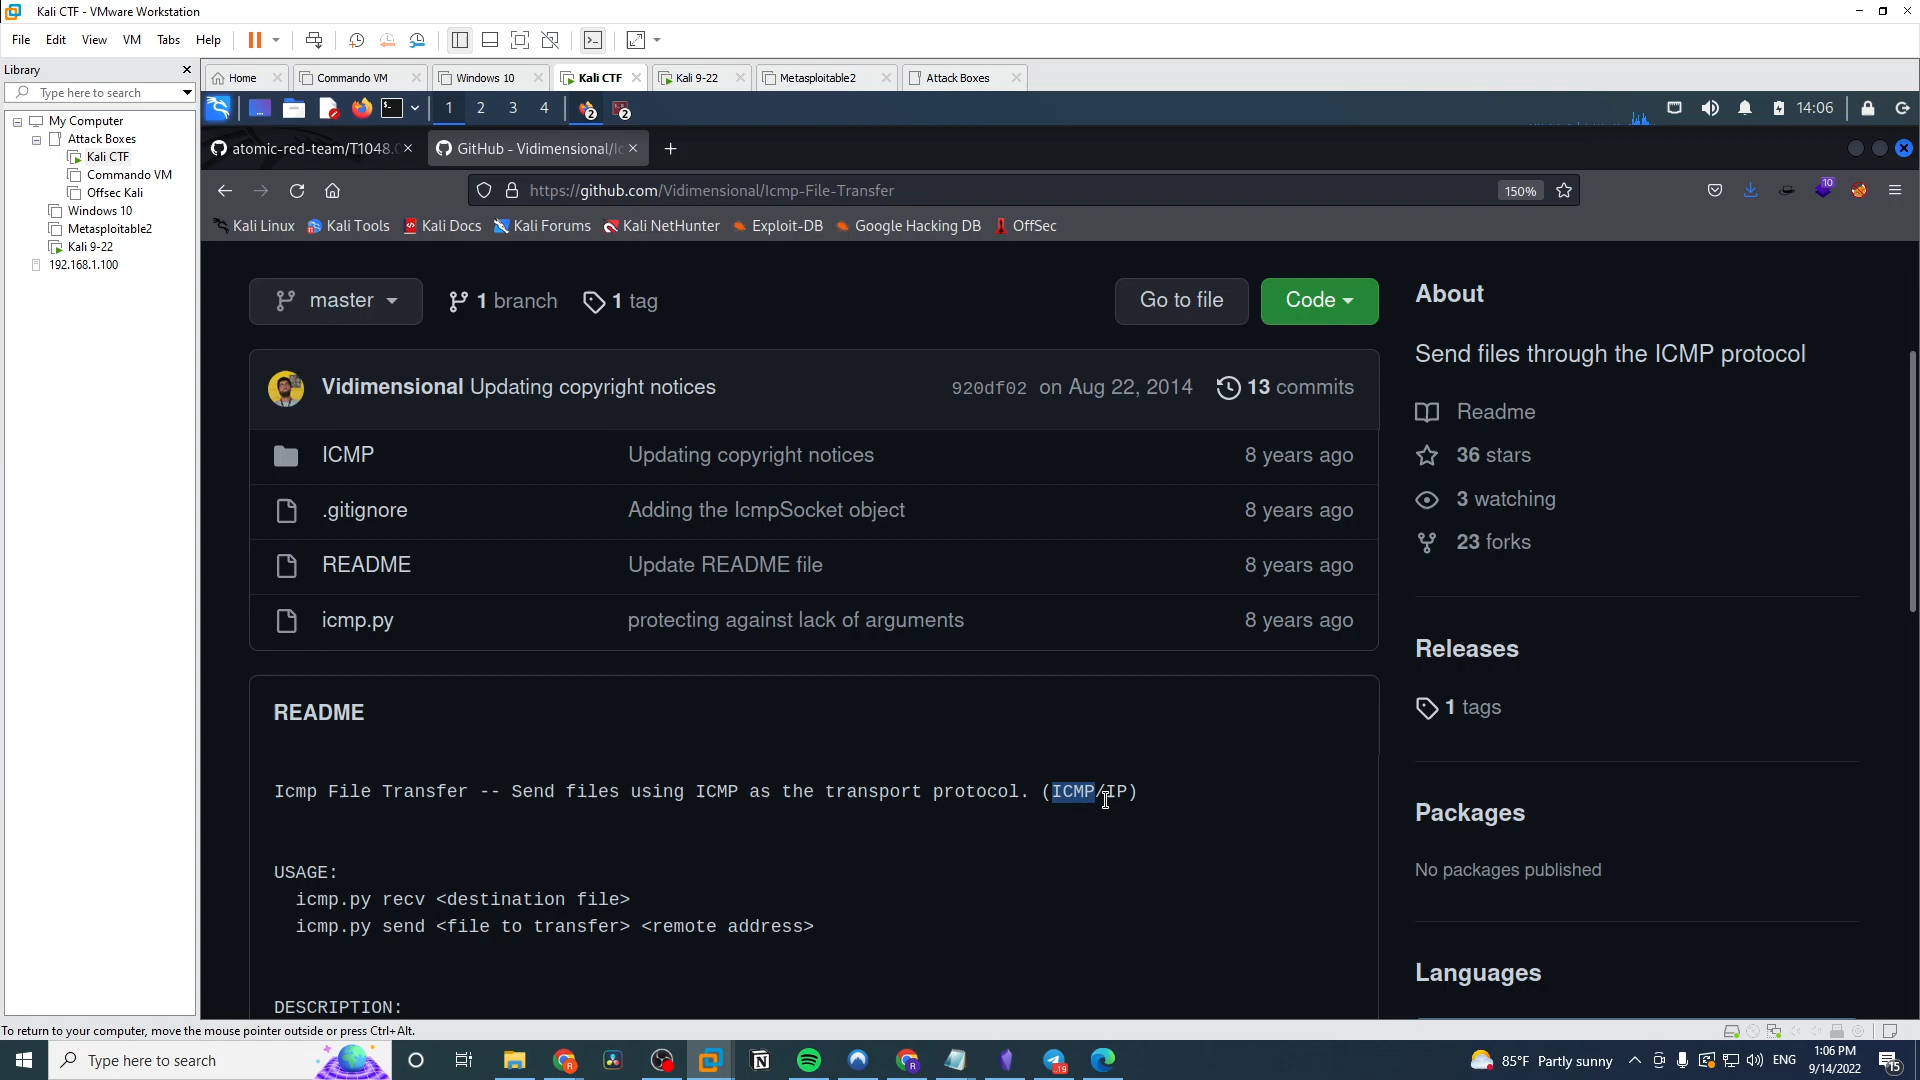 Kali CTF - VMware Workstation
File Edit View VM Tabs Help
Library
Type here to search
My Computer
Attack Boxes
Kali CTF
Commando VM
Offsec Kali
Windows 10
Metasploitable2
Kali 9-22
192.168.1.100
Home Commando VM Windows 10 Kali CTF Kali 9-22 Metasploitable2 Attack Boxes
1 2 3 4 2 2 14:06
atomic-red-team/T1048. GitHub - Vidimensional/Ic
https://github.com/Vidimensional/Icmp-File-Transfer 150% 10
Kali Linux Kali Tools Kali Docs Kali Forums Kali NetHunter Exploit-DB Google Hacking DB OffSec
master 1 branch 1 tag Go to file Code
Vidimensional Updating copyright notices 920df02 on Aug 22, 2014 13 commits
ICMP Updating copyright notices 8 years ago
.gitignore Adding the IcmpSocket object 8 years ago
README Update README file 8 years ago
icmp.py protecting against lack of arguments 8 years ago
README
Icmp File Transfer -- Send files using ICMP as the transport protocol. (ICMP/IP)
USAGE:
icmp.py recv <destination file>
icmp.py send <file to transfer> <remote address>
DESCRIPTION:
About
Send files through the ICMP protocol
Readme
36 stars
3 watching
23 forks
Releases
1 tags
Packages
No packages published
Languages
To return to your computer, move the mouse pointer outside or press Ctrl+Alt.
Type here to search
85°F Partly sunny ENG 1:06 PM
9/14/2022 15